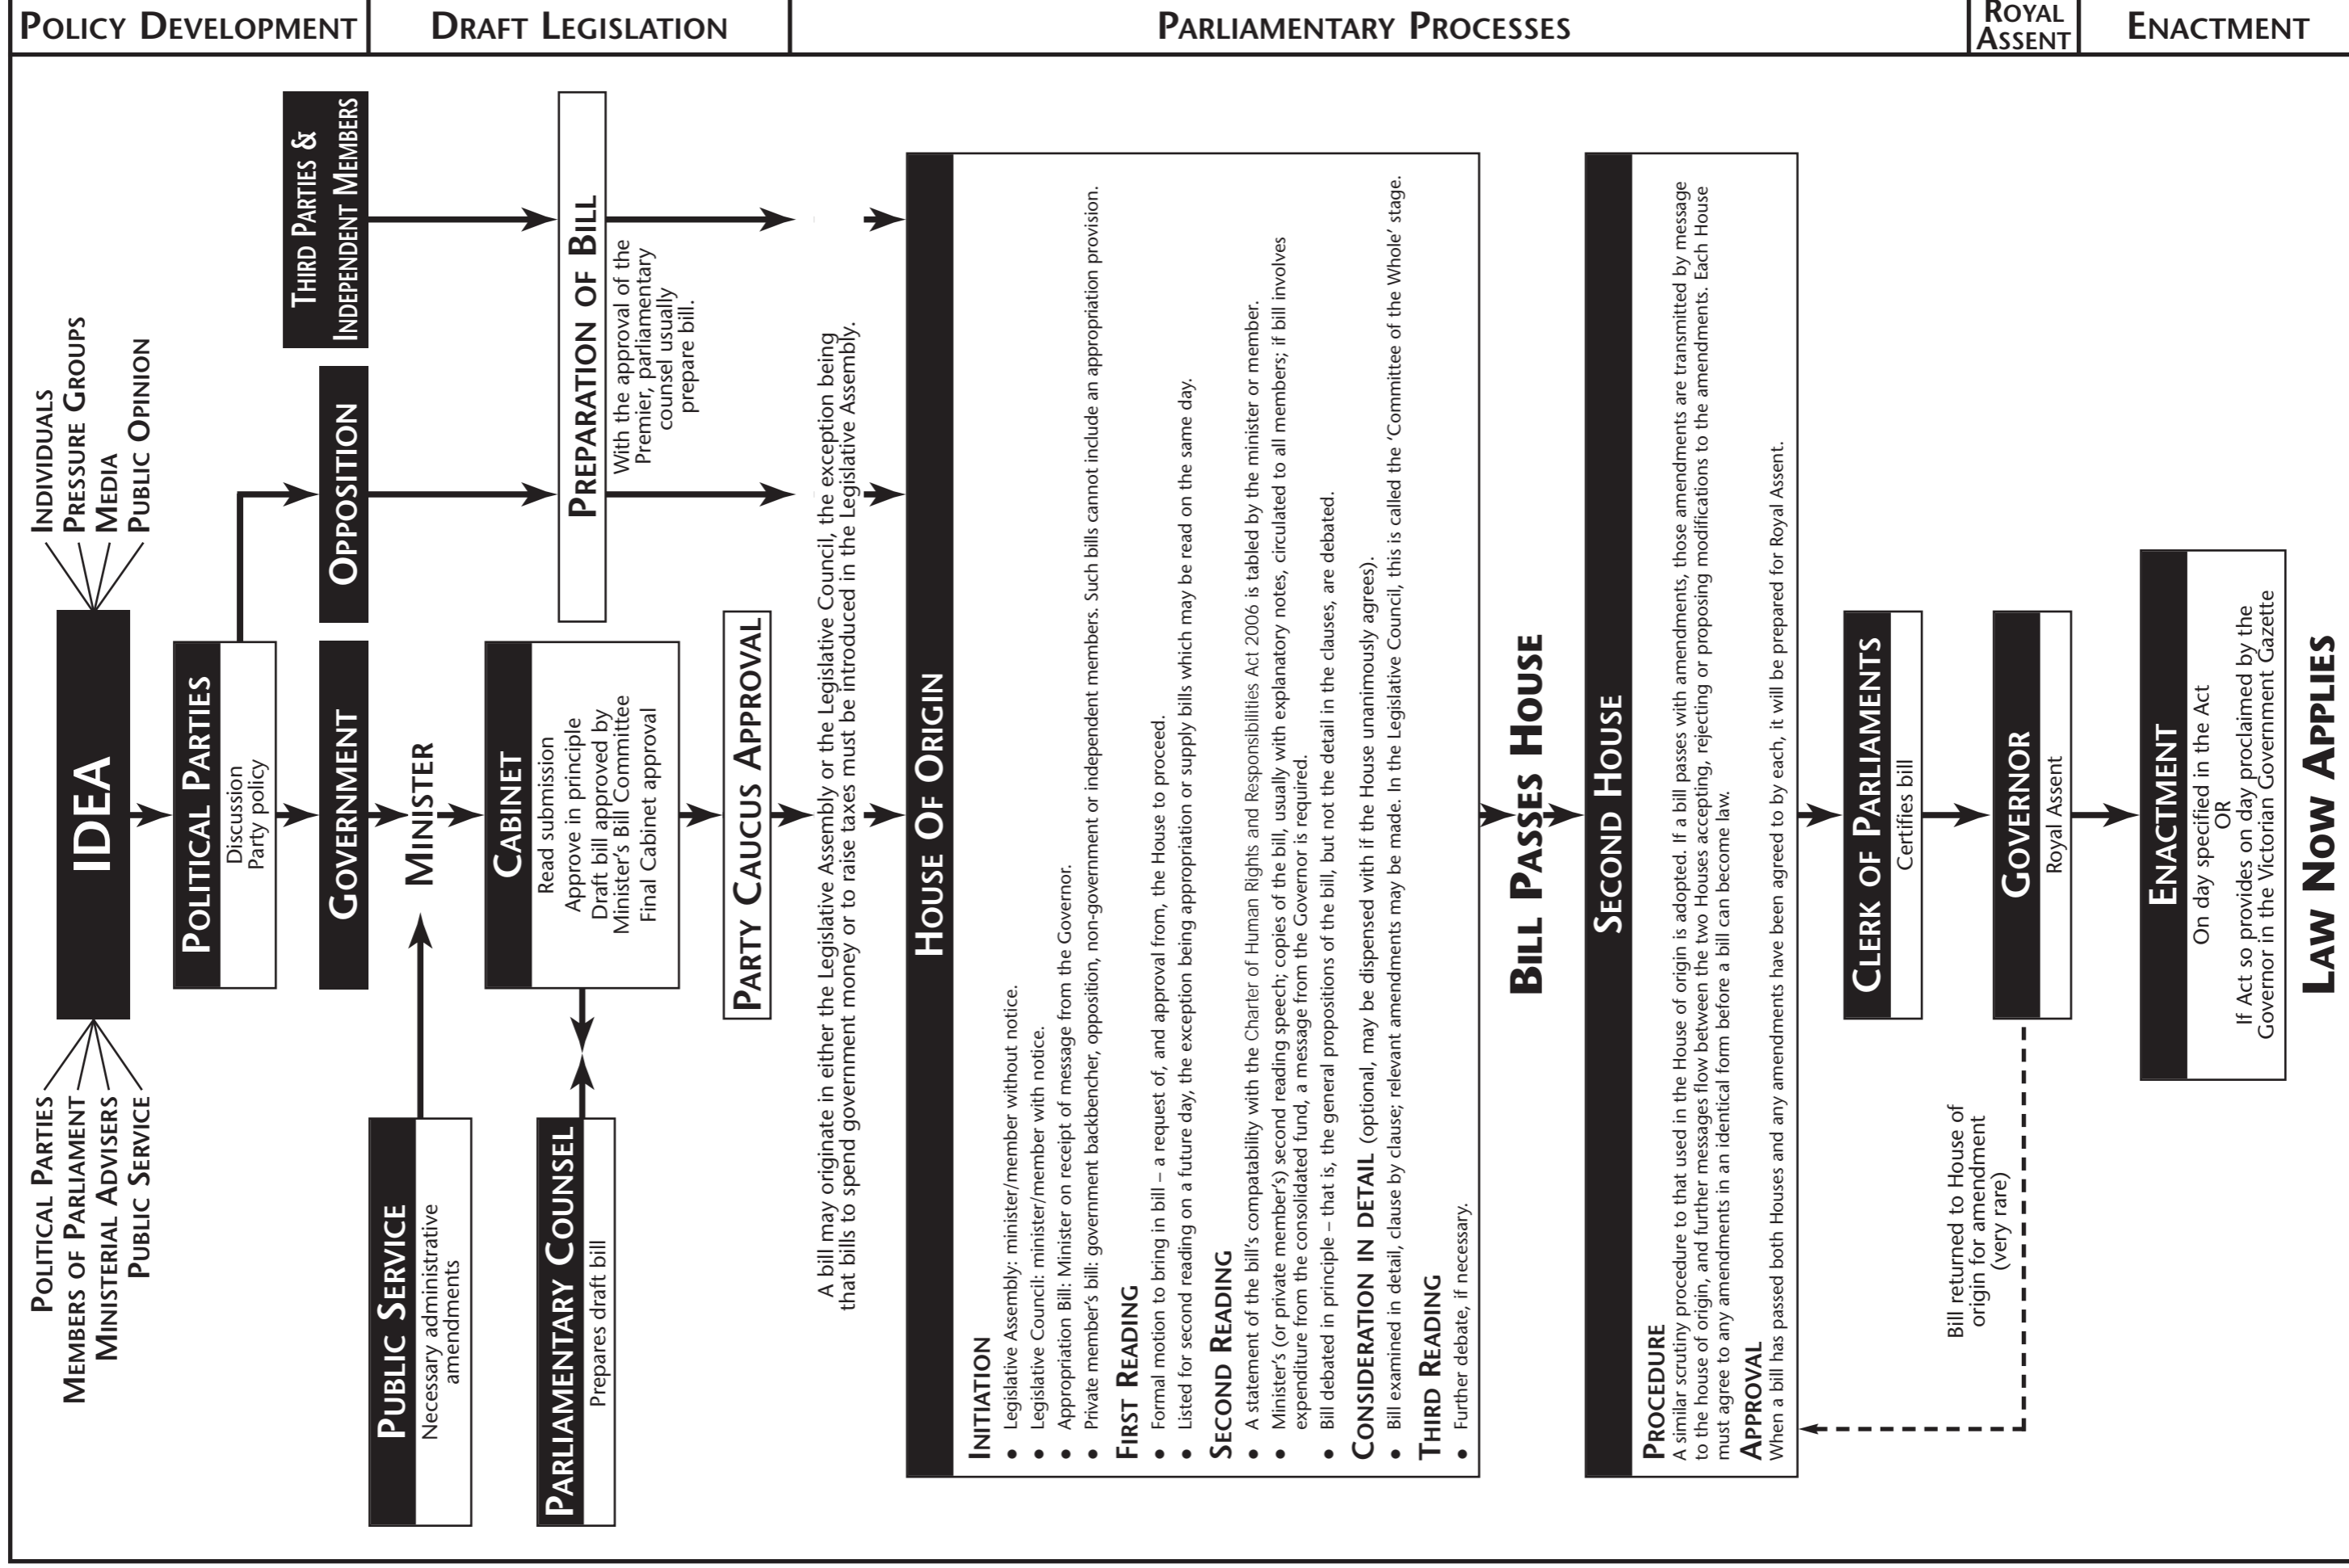 POLICY DEVELOPMENT
DRAFT LEGISLATION
PARLIAMENTARY PROCESSES
ROYAL
ASSENT
ENACTMENT
POLITICAL PARTIES
MEMBERS OF PARLIAMENT
MINISTERIAL ADVISERS
PUBLIC SERVICE
IDEA
INDIVIDUALS
PRESSURE GROUPS
MEDIA
PUBLIC OPINION
POLITICAL PARTIES
Discussion
Party policy
GOVERNMENT
OPPOSITION
THIRD PARTIES &
INDEPENDENT MEMBERS
PUBLIC SERVICE
Necessary administrative
amendments
MINISTER
PARLIAMENTARY COUNSEL
Prepares draft bill
CABINET
Read submission
Approve in principle
Draft bill approved by
Minister's Bill Committee
Final Cabinet approval
PREPARATION OF BILL
With the approval of the
Premier, parliamentary
counsel usually
prepare bill.
PARTY CAUCUS APPROVAL
A bill may originate in either the Legislative Assembly or the Legislative Council, the exception being
that bills to spend government money or to raise taxes must be introduced in the Legislative Assembly.
HOUSE OF ORIGIN
INITIATION
• Legislative Assembly: minister/member without notice.
• Legislative Council: minister/member with notice.
• Appropriation Bill: Minister on receipt of message from the Governor.
• Private member's bill: government backbencher, opposition, non-government or independent members. Such bills cannot include an appropriation provision.
FIRST READING
• Formal motion to bring in bill – a request of, and approval from, the House to proceed.
• Listed for second reading on a future day, the exception being appropriation or supply bills which may be read on the same day.
SECOND READING
• A statement of the bill's compatability with the Charter of Human Rights and Responsibilities Act 2006 is tabled by the minister or member.
• Minister's (or private member's) second reading speech; copies of the bill, usually with explanatory notes, circulated to all members; if bill involves
expenditure from the consolidated fund, a message from the Governor is required.
• Bill debated in principle – that is, the general propositions of the bill, but not the detail in the clauses, are debated.
CONSIDERATION IN DETAIL (optional, may be dispensed with if the House unanimously agrees).
• Bill examined in detail, clause by clause; relevant amendments may be made. In the Legislative Council, this is called the 'Committee of the Whole' stage.
THIRD READING
• Further debate, if necessary.
BILL PASSES HOUSE
SECOND HOUSE
PROCEDURE
A similar scrutiny procedure to that used in the House of origin is adopted. If a bill passes with amendments, those amendments are transmitted by message
to the house of origin, and further messages flow between the two Houses accepting, rejecting or proposing modifications to the amendments. Each House
must agree to any amendments in an identical form before a bill can become law.
APPROVAL
When a bill has passed both Houses and any amendments have been agreed to by each, it will be prepared for Royal Assent.
CLERK OF PARLIAMENTS
Certifies bill
Bill returned to House of
origin for amendment
(very rare)
GOVERNOR
Royal Assent
ENACTMENT
On day specified in the Act
OR
If Act so provides on day proclaimed by the
Governor in the Victorian Government Gazette
LAW NOW APPLIES